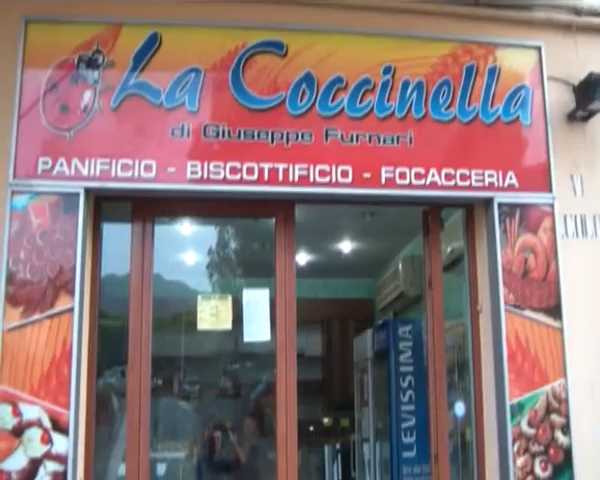 La Coccinella
di Giuseppe Furnari
PANIFICIO - BISCOTTIFICIO - FOCACCERIA
LEVISSIMA